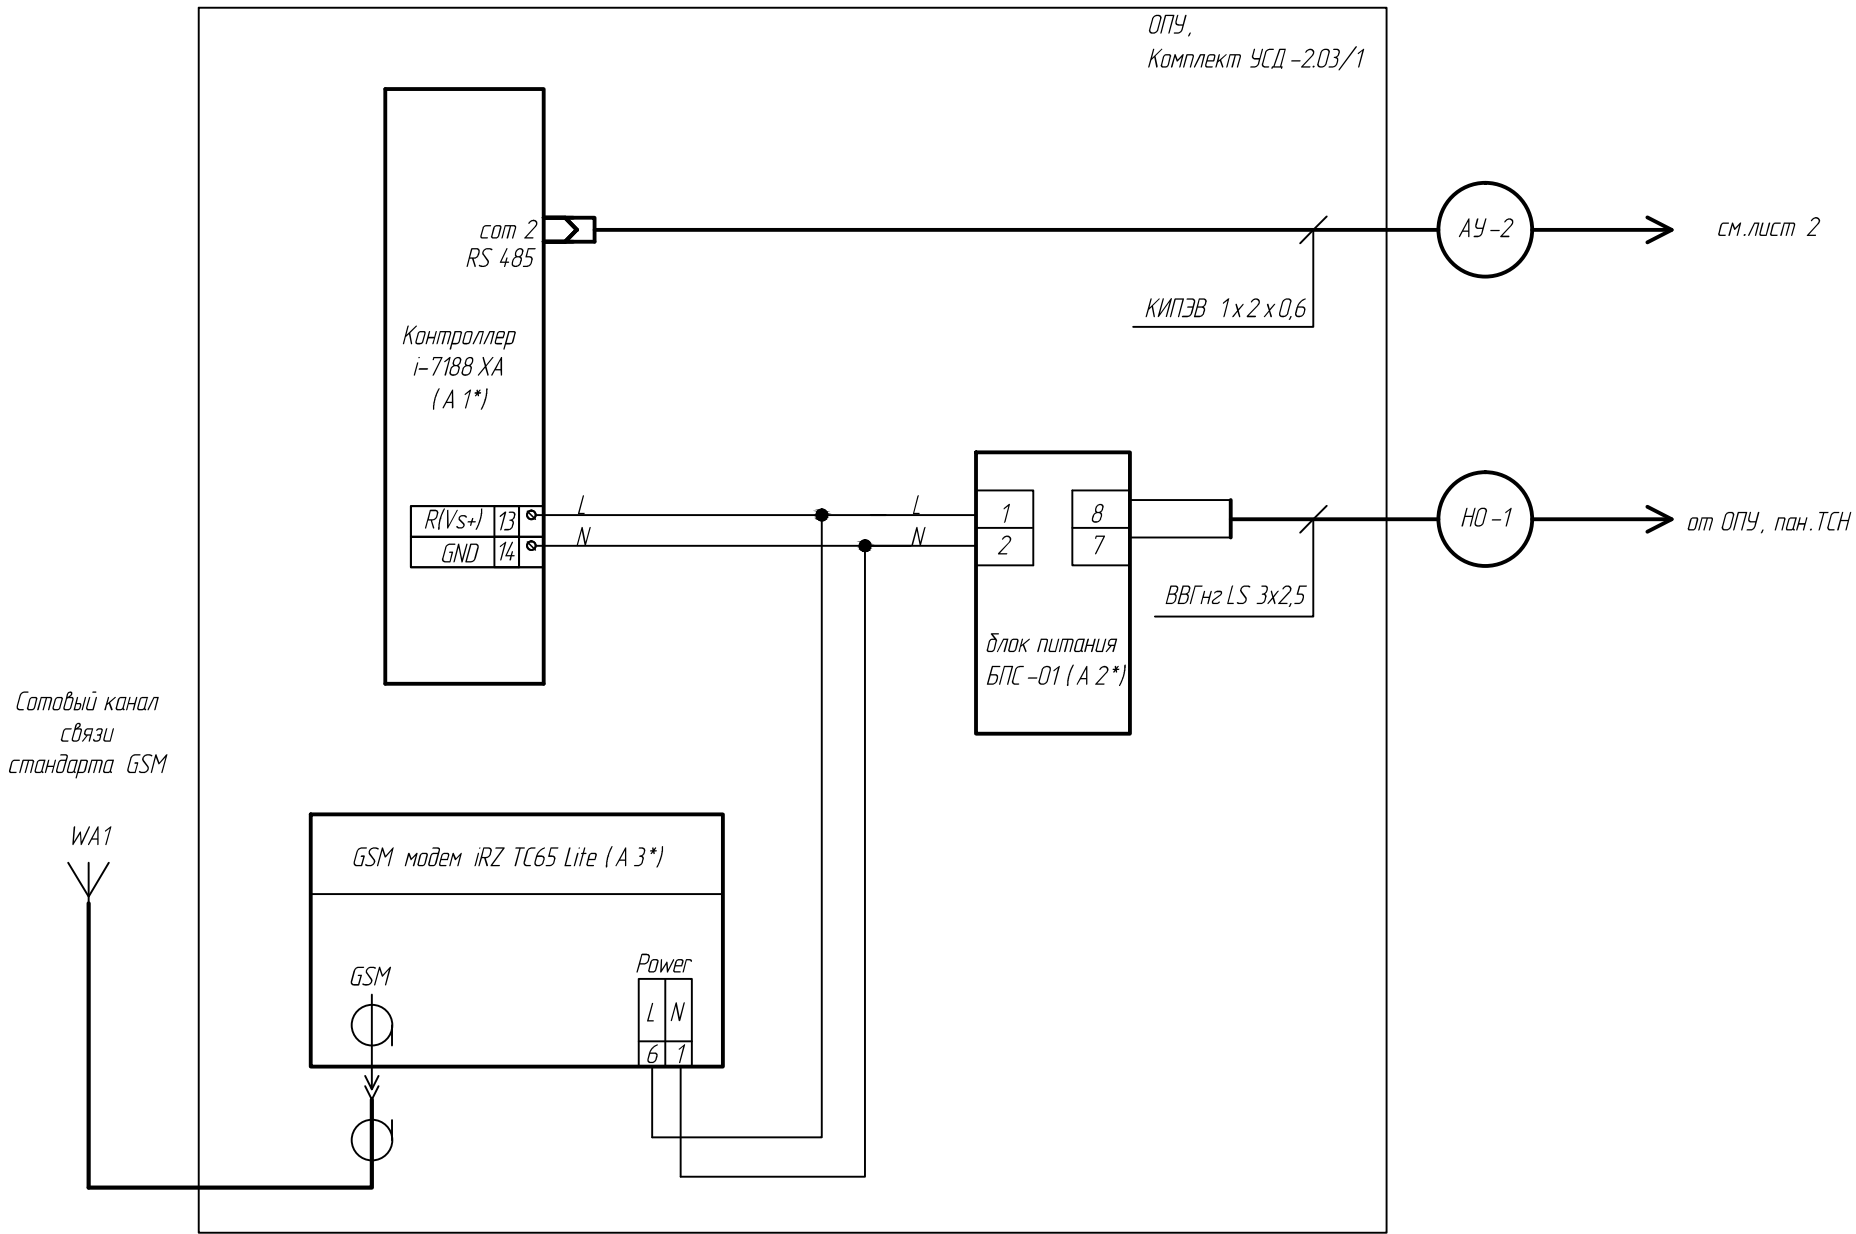 ОПУ,
Комплект УСД-2.03/1
com 2
RS 485
АУ-2
см.лист 2
КИПЭВ 1х2х0,6
Контроллер
i-7188 XA
(А 1*)
L
L
R(Vs+) 13
N
N
GND 14
1
2
8
7
НО-1
от ОПУ, пан.ТСН
ВВГнг LS 3х2,5
блок питания
БПС-01 (А 2*)
Сотовый канал
связи
стандарта GSM
WA1
GSM модем iRZ TC65 Lite (А 3*)
GSM
Power
L N
6 1